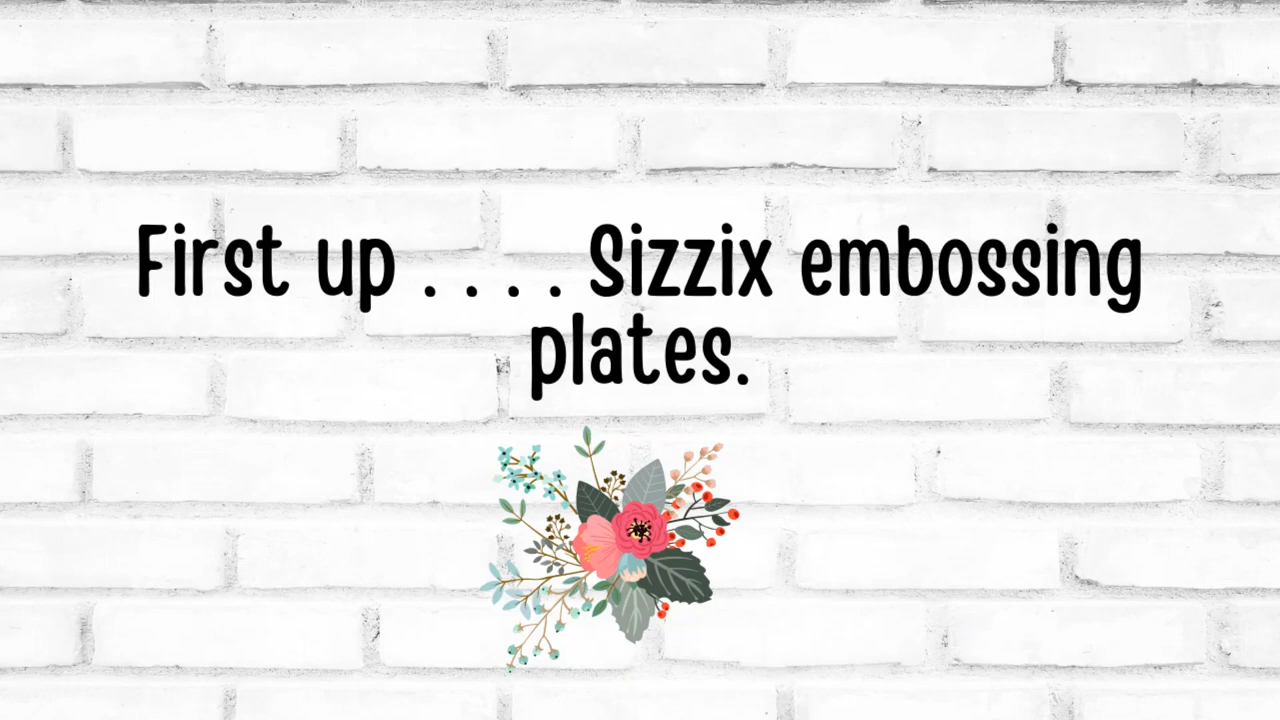 First up . . . . Sizzix embossing
plates.